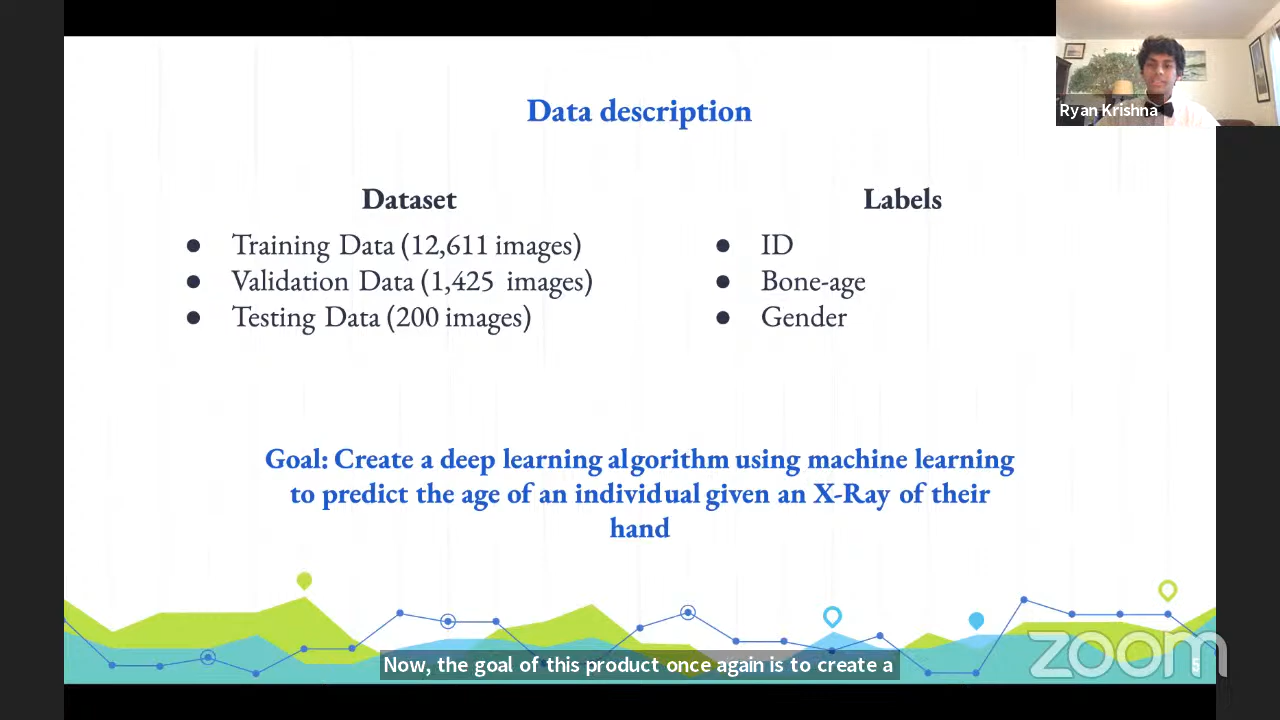 Ryan Krishna
Data description
Dataset
● Training Data (12,611 images)
● Validation Data (1,425 images)
● Testing Data (200 images)
Labels
● ID
● Bone-age
● Gender
Goal: Create a deep learning algorithm using machine learning
to predict the age of an individual given an X-Ray of their
hand
zoom
5
Now, the goal of this product once again is to create a